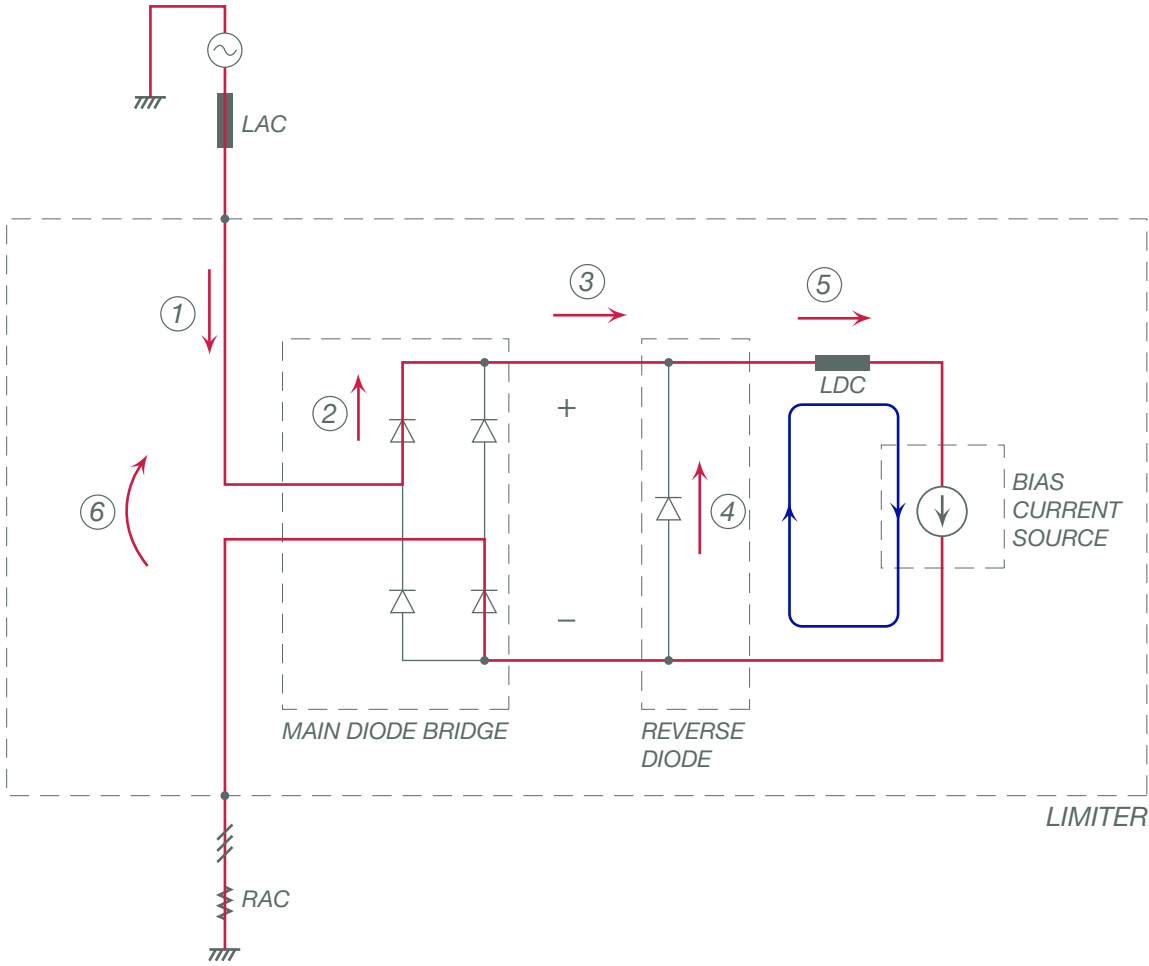 LAC
1
3
5
2
LDC
+
6
4
BIAS
CURRENT
SOURCE
−
MAIN DIODE BRIDGE
REVERSE
DIODE
LIMITER
RAC